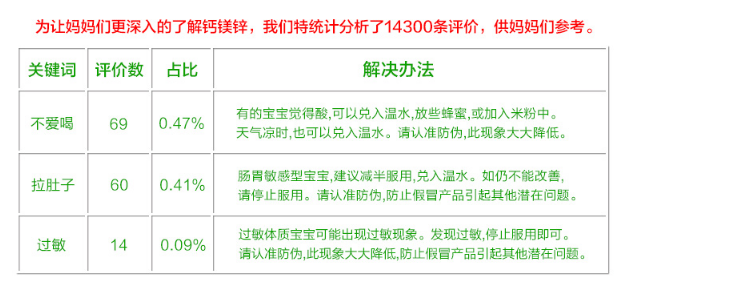 为让妈妈们更深入的了解钙镁锌，我们特统计分析了14300条评价，供妈妈们参考。
关键词 评价数 占比 解决办法
不爱喝 69 0.47% 有的宝宝觉得酸,可以兑入温水,放些蜂蜜,或加入米粉中。
天气凉时,也可以兑入温水。请认准防伪,此现象大大降低。
拉肚子 60 0.41% 肠胃敏感型宝宝,建议减半服用,兑入温水。如仍不能改善,
请停止服用。请认准防伪,防止假冒产品引起其他潜在问题。
过敏 14 0.09% 过敏体质宝宝可能出现过敏现象。发现过敏,停止服用即可。
请认准防伪,此现象大大降低,防止假冒产品引起其他潜在问题。